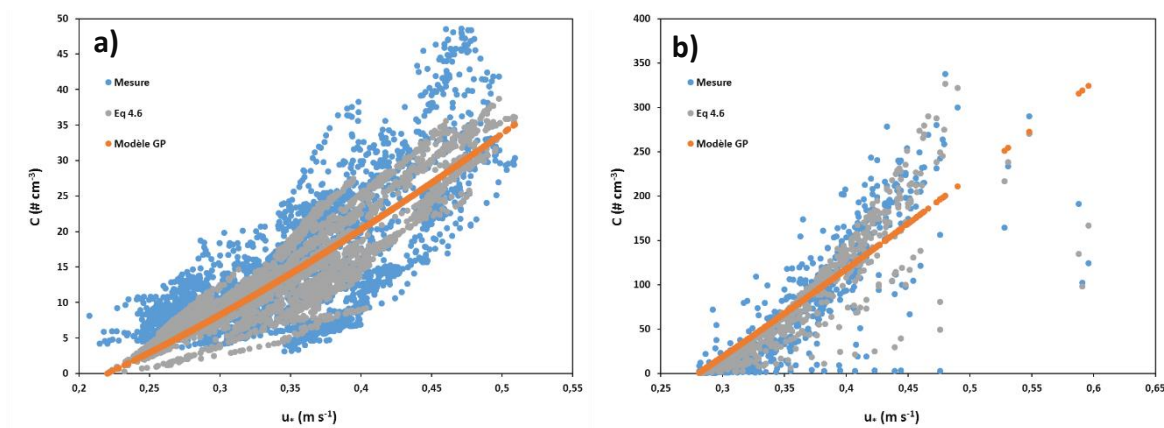 a)
C (# cm⁻³)
50
45
40
35
30
25
20
15
10
5
0
Mesure
Eq 4.6
Modèle GP
0,2 0,25 0,3 0,35 0,4 0,45 0,5 0,55
u* (m s⁻¹)
b)
C (# cm⁻³)
400
350
300
250
200
150
100
50
0
Mesure
Eq 4.6
Modèle GP
0,25 0,3 0,35 0,4 0,45 0,5 0,55 0,6 0,65
u* (m s⁻¹)